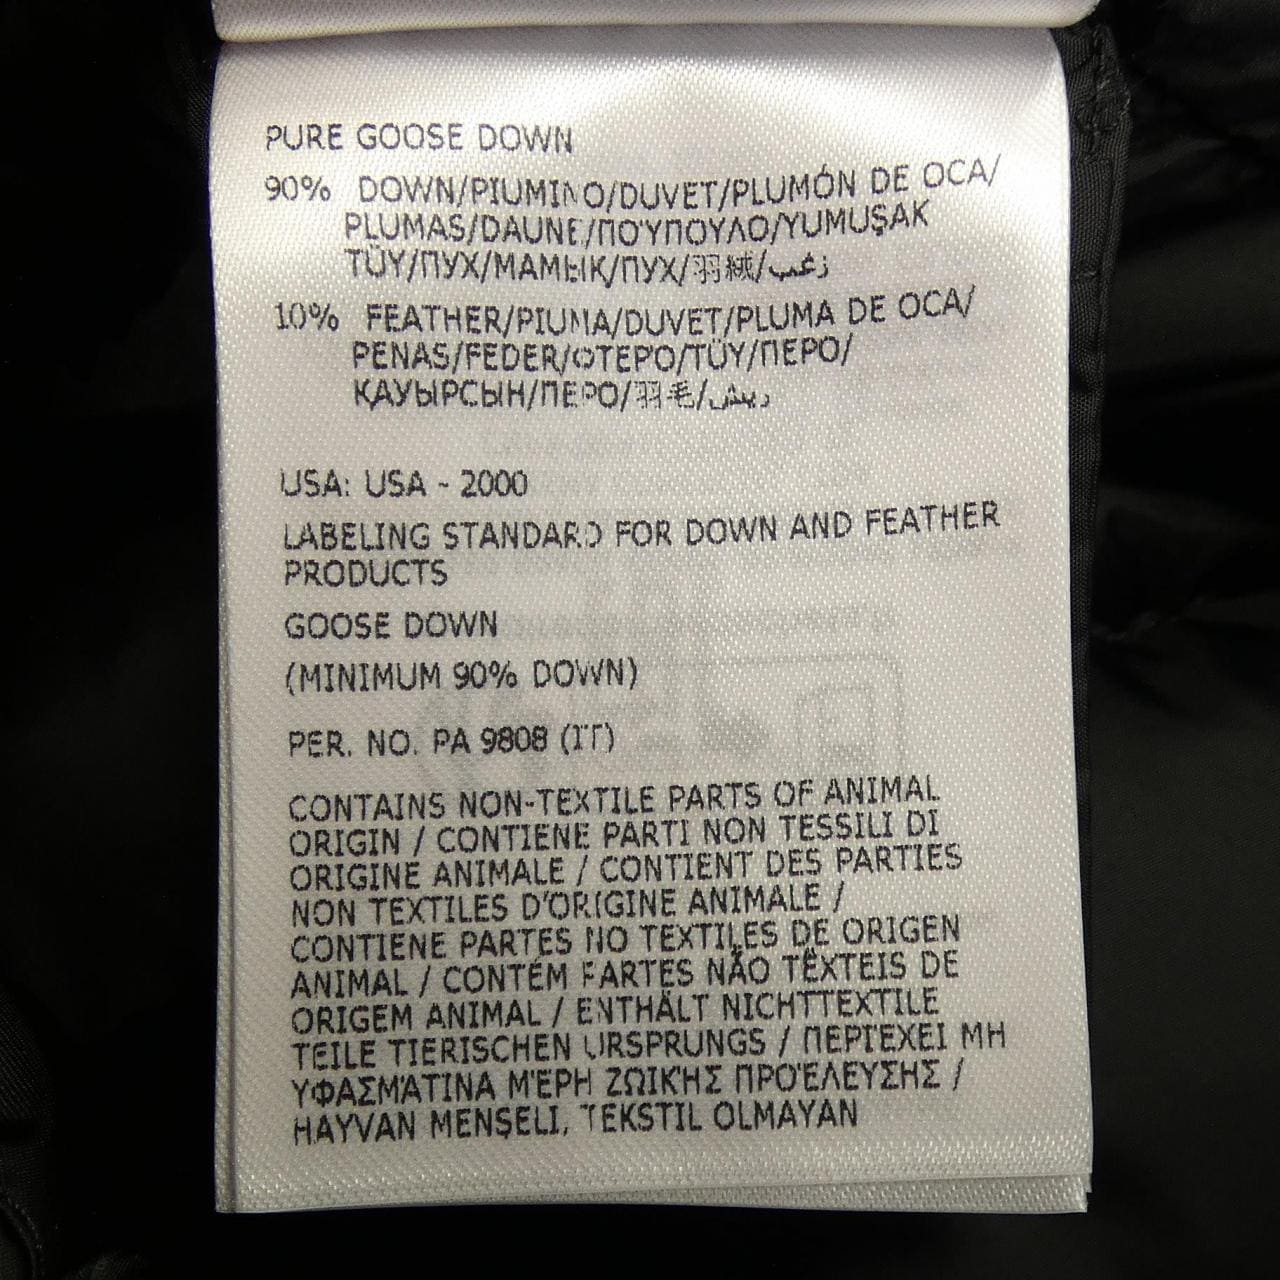 PURE GOOSE DOWN
90% DOWN/PIUMINO/DUVET/PLUMÓN DE OCA/
PLUMAS/DAUNE/ΠΟΎΠΟΥΛΟ/YUMUŞAK
TÜY/ПУХ/МАМЫҚ/ПУХ/羽絨/زغب
10% FEATHER/PIUMA/DUVET/PLUMA DE OCA/
PENAS/FEDER/ΦΤΕΡΌ/TÜY/ПЕРО/
ҚАУЫРСЫН/ПЕРО/羽毛/ريش
USA: USA - 2000
LABELING STANDARD FOR DOWN AND FEATHER
PRODUCTS
GOOSE DOWN
(MINIMUM 90% DOWN)
PER. NO. PA 9808 (IT)
CONTAINS NON-TEXTILE PARTS OF ANIMAL
ORIGIN / CONTIENE PARTI NON TESSILI DI
ORIGINE ANIMALE / CONTIENT DES PARTIES
NON TEXTILES D'ORIGINE ANIMALE /
CONTIENE PARTES NO TEXTILES DE ORIGEN
ANIMAL / CONTÉM PARTES NÃO TÊXTEIS DE
ORIGEM ANIMAL / ENTHÄLT NICHTTEXTILE
TEILE TIERISCHEN URSPRUNGS / ΠΕΡΙΈΧΕΙ ΜΗ
ΥΦΑΣΜΆΤΙΝΑ ΜΈΡΗ ΖΩΙΚΉΣ ΠΡΟΈΛΕΥΣΗΣ /
HAYVAN MENŞELI, TEKSTIL OLMAYAN